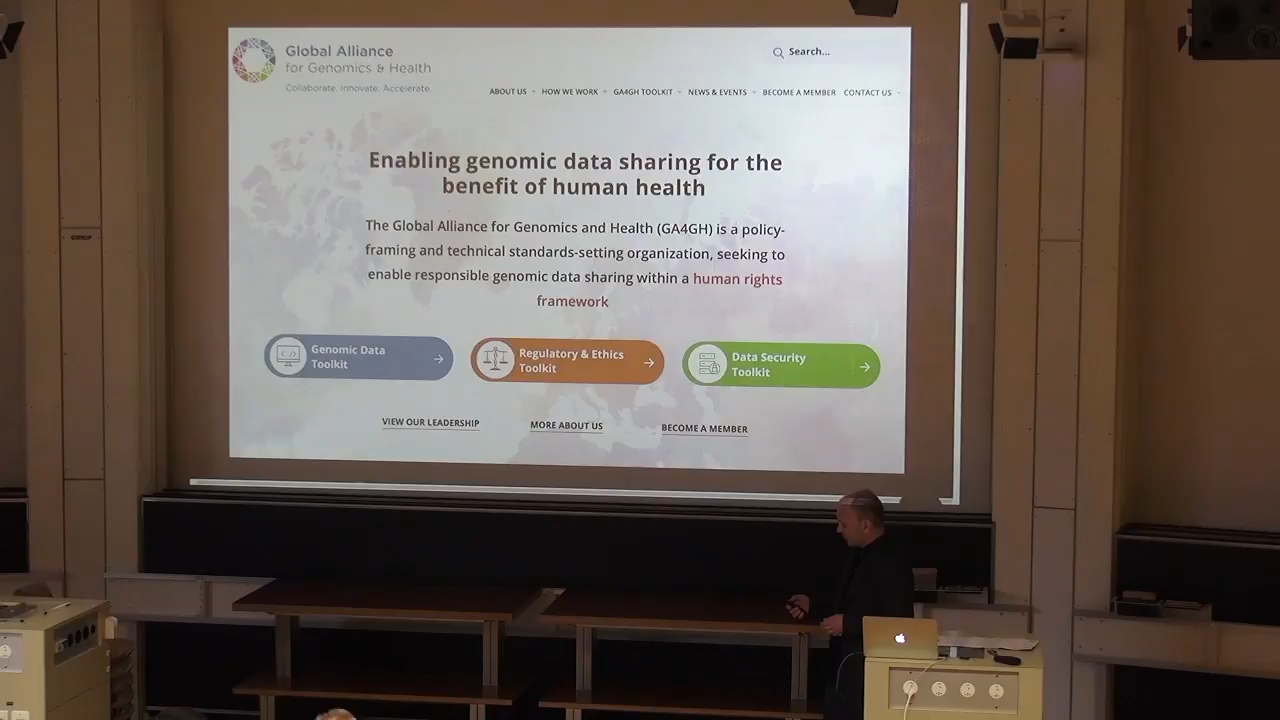 Global Alliance
for Genomics & Health
Collaborate. Innovate. Accelerate.
Search...
ABOUT US HOW WE WORK GA4GH TOOLKIT NEWS & EVENTS BECOME A MEMBER CONTACT US
Enabling genomic data sharing for the
benefit of human health
The Global Alliance for Genomics and Health (GA4GH) is a policy-
framing and technical standards-setting organization, seeking to
enable responsible genomic data sharing within a human rights
framework
Genomic Data
Toolkit
Regulatory & Ethics
Toolkit
Data Security
Toolkit
VIEW OUR LEADERSHIP MORE ABOUT US BECOME A MEMBER